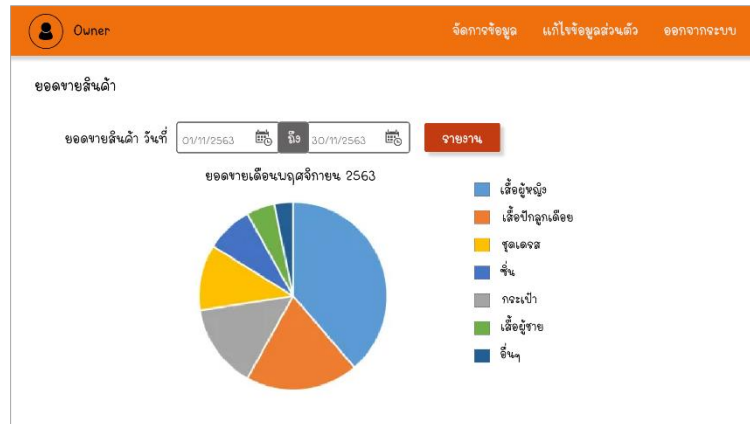 Owner จัดการข้อมูล แก้ไขข้อมูลส่วนตัว ออกจากระบบ
ยอดขายสินค้า
ยอดขายสินค้า วันที่ 01/11/2563 ถึง 30/11/2563 รายงาน
ยอดขายเดือนพฤศจิกายน 2563
เสื้อผู้หญิง
เสื้อปักลูกเดือย
ชุดเดรส
ซิ่น
กระเป๋า
เสื้อผู้ชาย
อื่นๆ